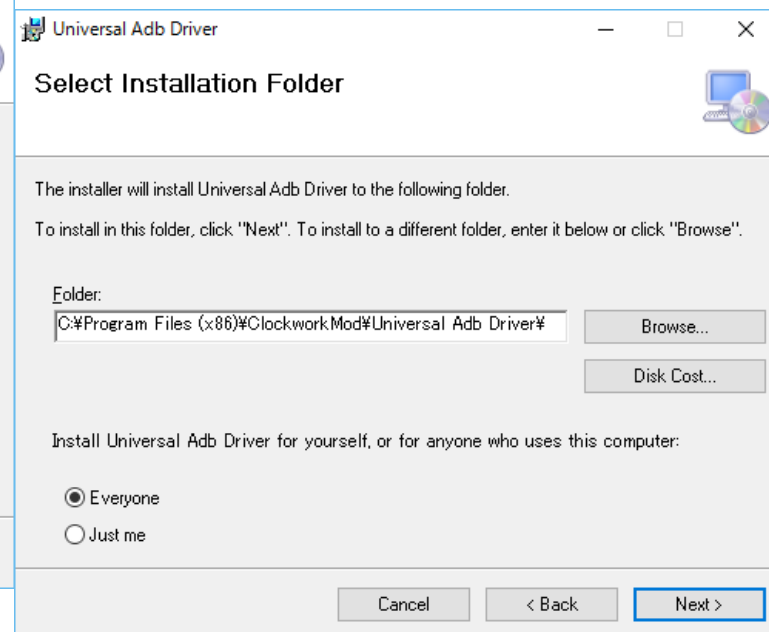 Universal Adb Driver
Select Installation Folder
The installer will install Universal Adb Driver to the following folder.
To install in this folder, click "Next". To install to a different folder, enter it below or click "Browse".
Folder:
C:¥Program Files (x86)¥ClockworkMod¥Universal Adb Driver¥
Browse...
Disk Cost...
Install Universal Adb Driver for yourself, or for anyone who uses this computer:
Everyone
Just me
Cancel
< Back
Next >